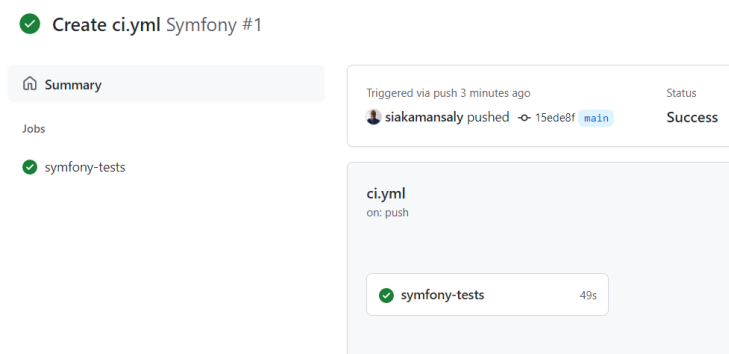 Create ci.yml Symfony #1
Summary
Jobs
symfony-tests
Triggered via push 3 minutes ago
siakamansaly pushed 15ede8f main
Status
Success
ci.yml
on: push
symfony-tests 49s